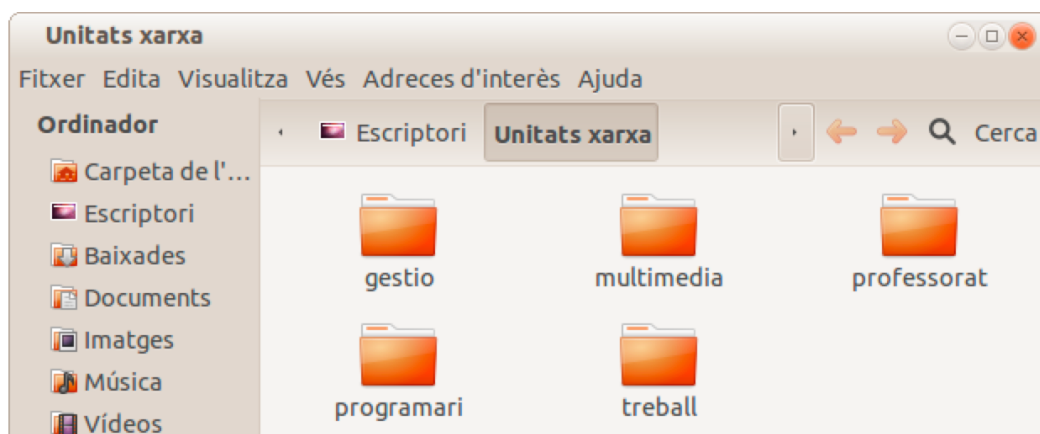 Unitats xarxa
Fitxer Edita Visualitza Vés Adreces d'interès Ajuda
Ordinador
Carpeta de l'...
Escriptori
Baixades
Documents
Imatges
Música
Vídeos
Escriptori Unitats xarxa Cerca
gestio multimedia professorat
programari treball